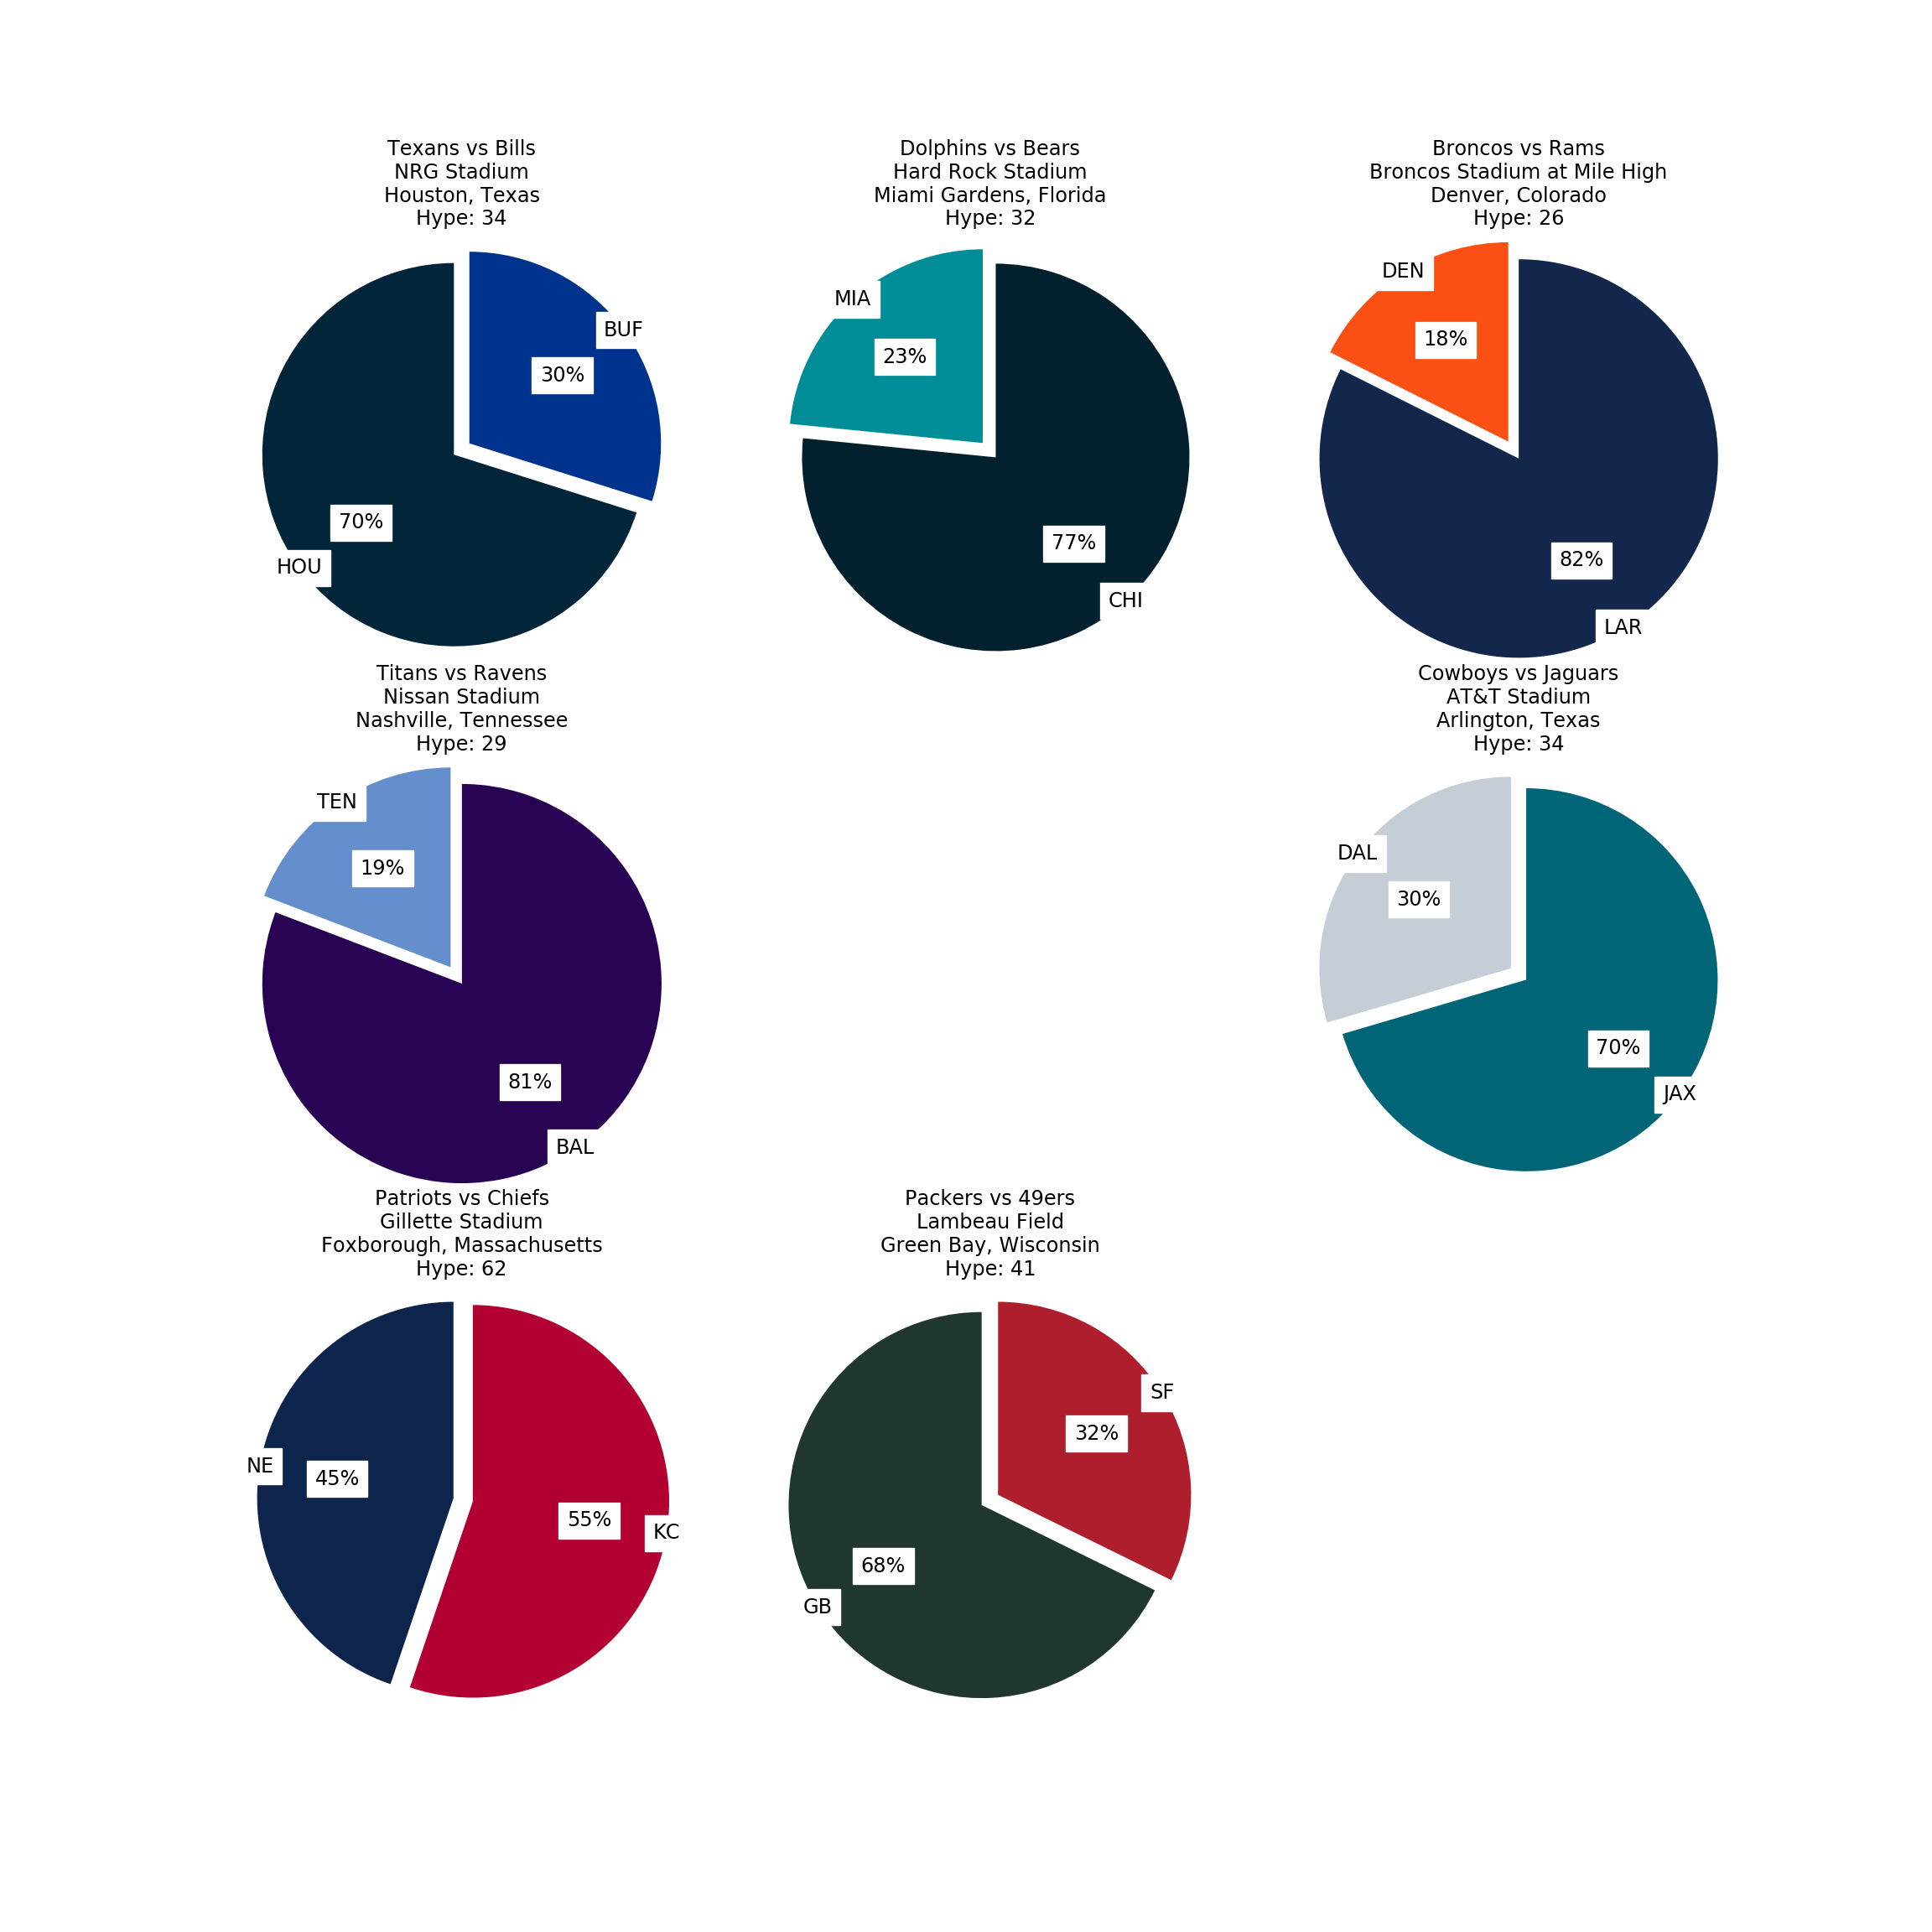 Texans vs Bills
NRG Stadium
Houston, Texas
Hype: 34
BUF
30%
70%
HOU
Dolphins vs Bears
Hard Rock Stadium
Miami Gardens, Florida
Hype: 32
MIA
23%
77%
CHI
Broncos vs Rams
Broncos Stadium at Mile High
Denver, Colorado
Hype: 26
DEN
18%
82%
LAR
Titans vs Ravens
Nissan Stadium
Nashville, Tennessee
Hype: 29
TEN
19%
81%
BAL
Cowboys vs Jaguars
AT&T Stadium
Arlington, Texas
Hype: 34
DAL
30%
70%
JAX
Patriots vs Chiefs
Gillette Stadium
Foxborough, Massachusetts
Hype: 62
NE
45%
55%
KC
Packers vs 49ers
Lambeau Field
Green Bay, Wisconsin
Hype: 41
SF
32%
68%
GB